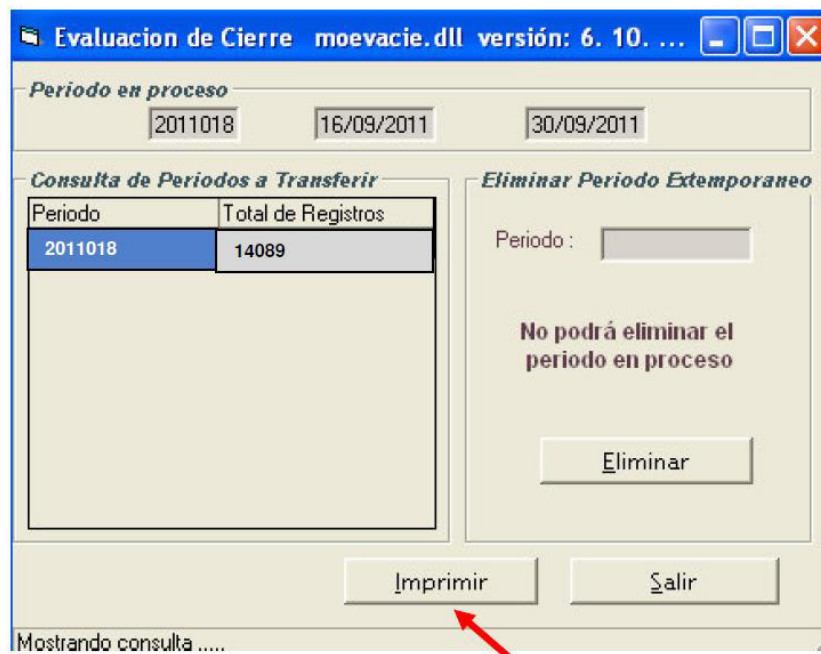 Evaluacion de Cierre moevacie.dll versión: 6. 10. ...
Periodo en proceso
2011018 16/09/2011 30/09/2011
Consulta de Periodos a Transferir
Periodo Total de Registros
2011018 14089
Eliminar Periodo Extemporaneo
Periodo :
No podrá eliminar el
periodo en proceso
Eliminar
Imprimir Salir
Mostrando consulta .....